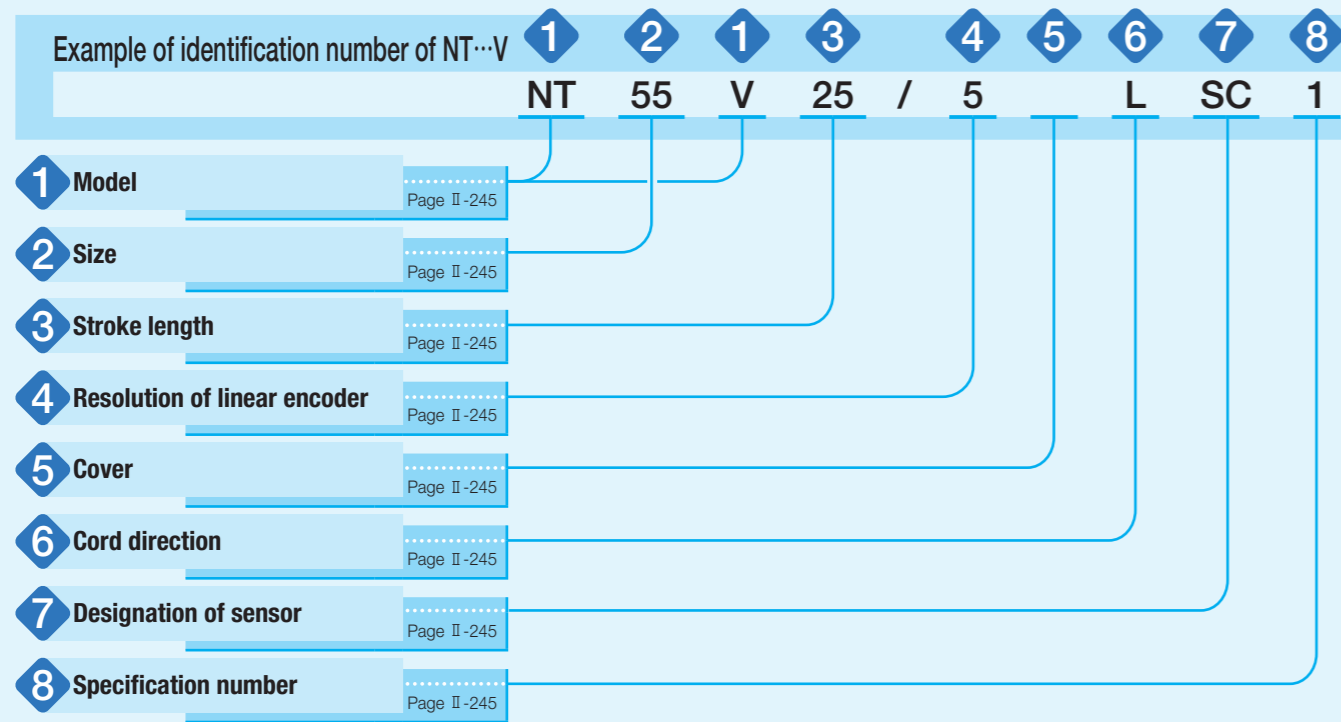 Example of identification number of NT···V 1 2 1 3 4 5 6 7 8
NT 55 V 25 / 5 L SC 1
1 Model
Page Ⅱ-245
2 Size
Page Ⅱ-245
3 Stroke length
Page Ⅱ-245
4 Resolution of linear encoder
Page Ⅱ-245
5 Cover
Page Ⅱ-245
6 Cord direction
Page Ⅱ-245
7 Designation of sensor
Page Ⅱ-245
8 Specification number
Page Ⅱ-245